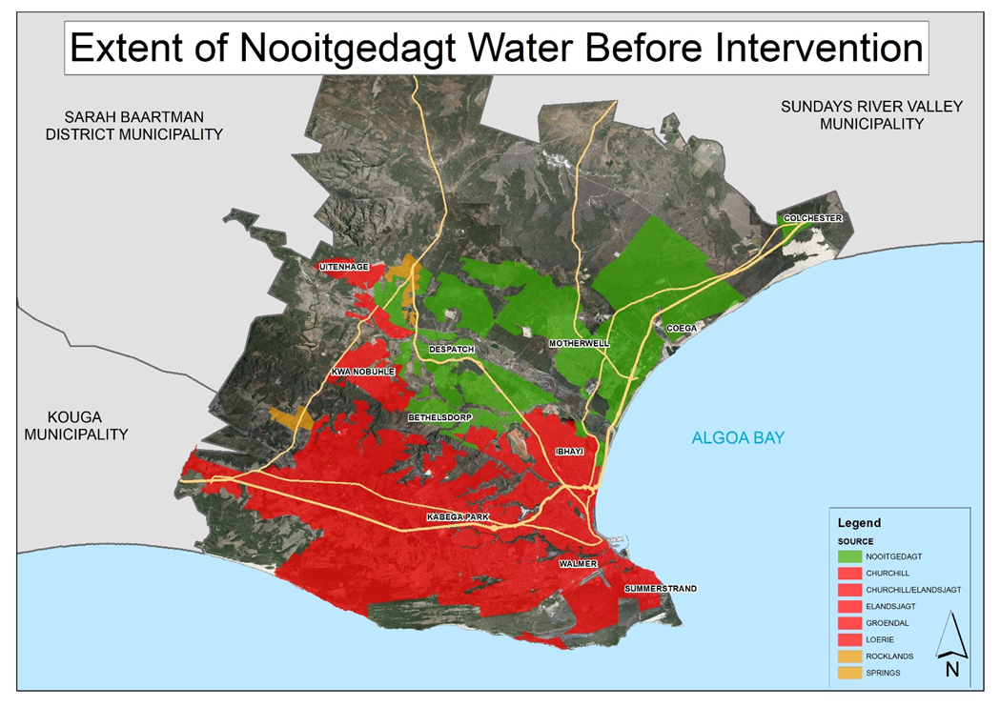 Extent of Nooitgedagt Water Before Intervention
SARAH BAARTMAN
DISTRICT MUNICIPALITY
SUNDAYS RIVER VALLEY
MUNICIPALITY
COLCHESTER
UITENHAGE
COEGA
MOTHERWELL
DESPATCH
KWA NOBUHLE
BETHELSDORP
KOUGA
MUNICIPALITY
ALGOA BAY
IBHAYI
KABEGA PARK
WALMER
SUMMERSTRAND
Legend
SOURCE
NOOITGEDAGT
CHURCHILL
CHURCHILL/ELANDSJAGT
ELANDSJAGT
GROENDAL
LOERIE
ROCKLANDS
SPRINGS
N